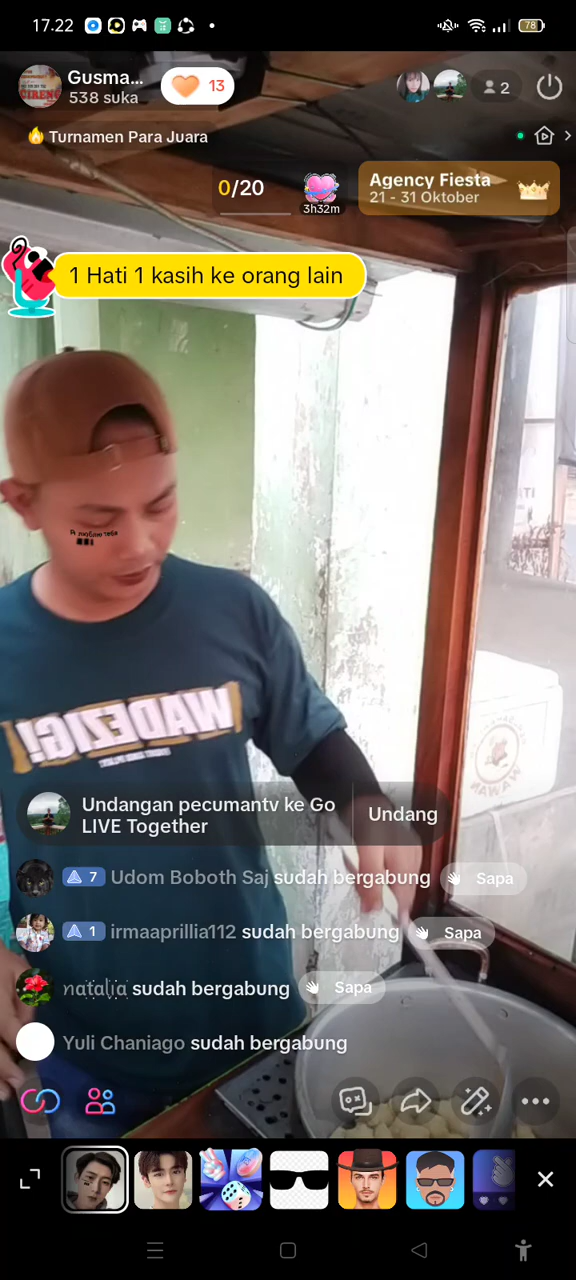 17.22
78
Gusma...
538 suka
13
2
Turnamen Para Juara
0/20
3h32m
Agency Fiesta
21 - 31 Oktober
1 Hati 1 kasih ke orang lain
WADEZIG!
Undangan pecumantv ke Go
LIVE Together
Undang
7 Udom Boboth Saj sudah bergabung
Sapa
1 irmaaprillia112 sudah bergabung
Sapa
natalia sudah bergabung
Sapa
Yuli Chaniago sudah bergabung